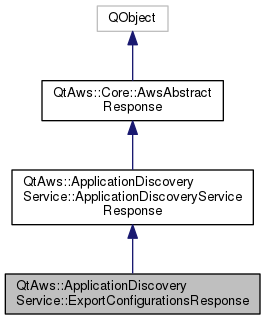 QObject
QtAws::Core::AwsAbstract
Response
QtAws::ApplicationDiscovery
Service::ApplicationDiscoveryService
Response
QtAws::ApplicationDiscovery
Service::ExportConfigurationsResponse